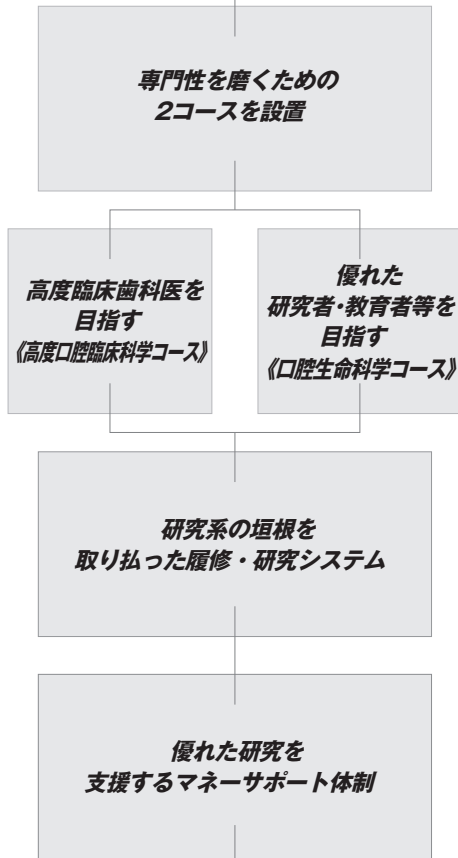 専門性を磨くための
2コースを設置
高度臨床歯科医を
目指す
《高度口腔臨床科学コース》
優れた
研究者・教育者等を
目指す
《口腔生命科学コース》
研究系の垣根を
取り払った履修・研究システム
優れた研究を
支援するマネーサポート体制